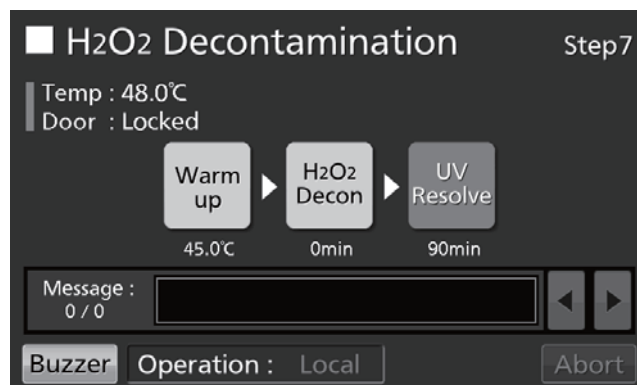 H2O2 Decontamination Step7
Temp : 48.0℃
Door : Locked
Warm up
H2O2 Decon
UV Resolve
45.0℃ 0min 90min
Message :
0 / 0
Buzzer Operation : Local Abort